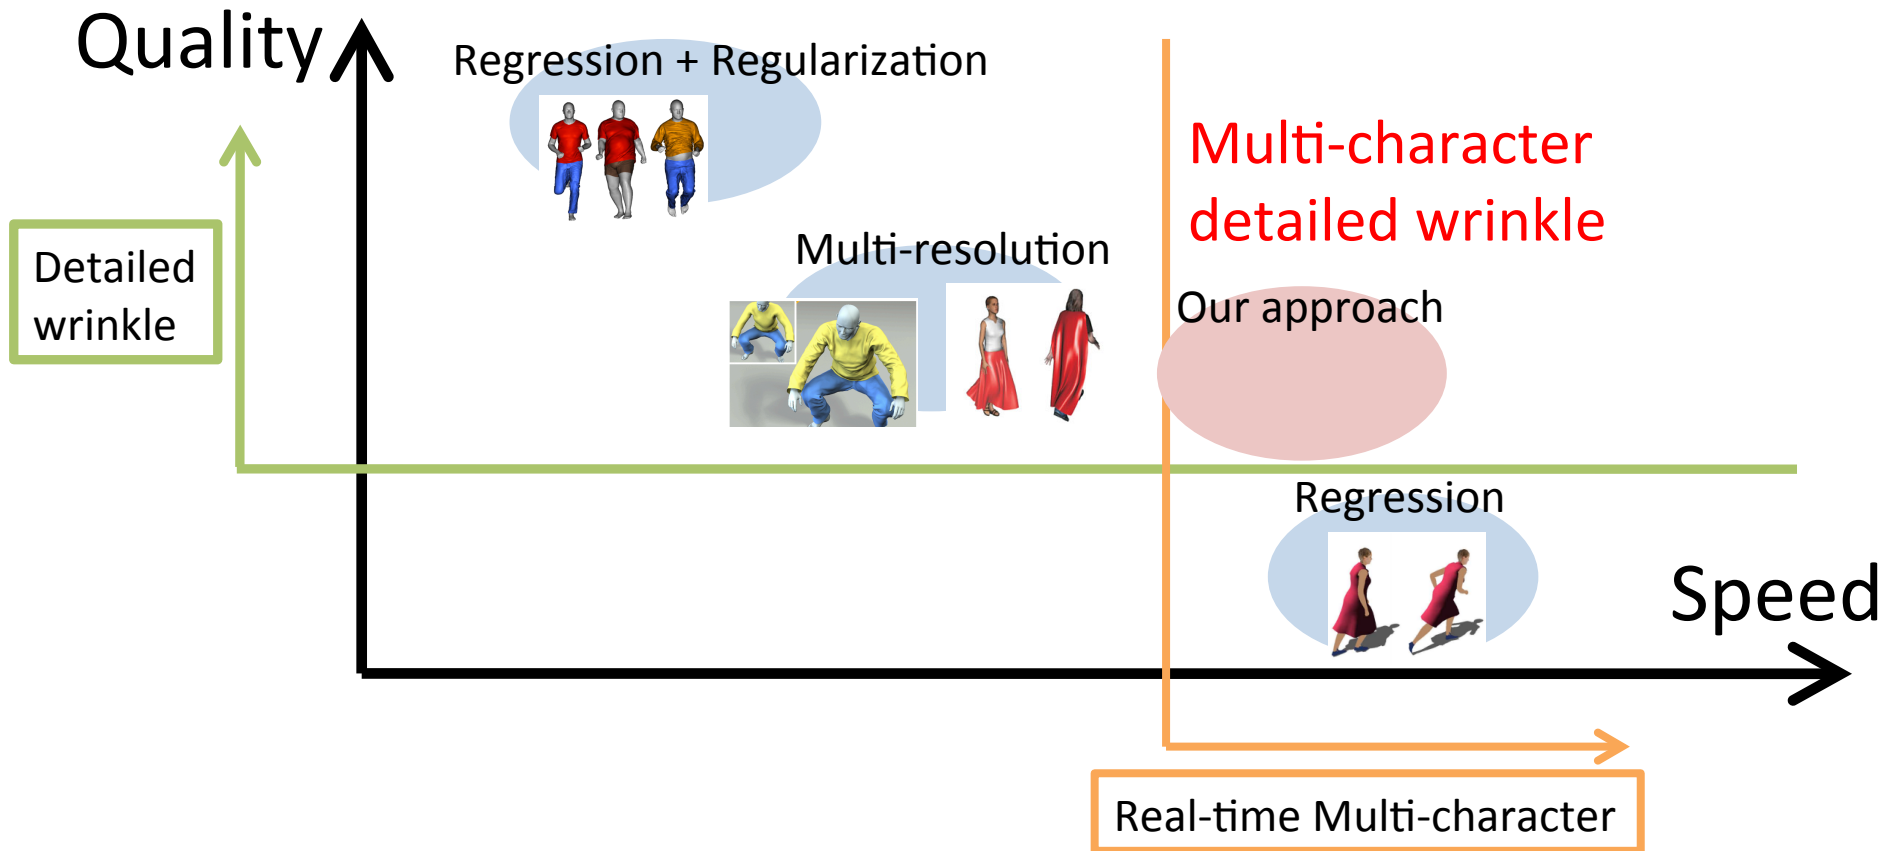 Quality
Regression + Regularization
Multi-character
detailed wrinkle
Multi-resolution
Detailed
wrinkle
Our approach
Regression
Speed
Real-time Multi-character